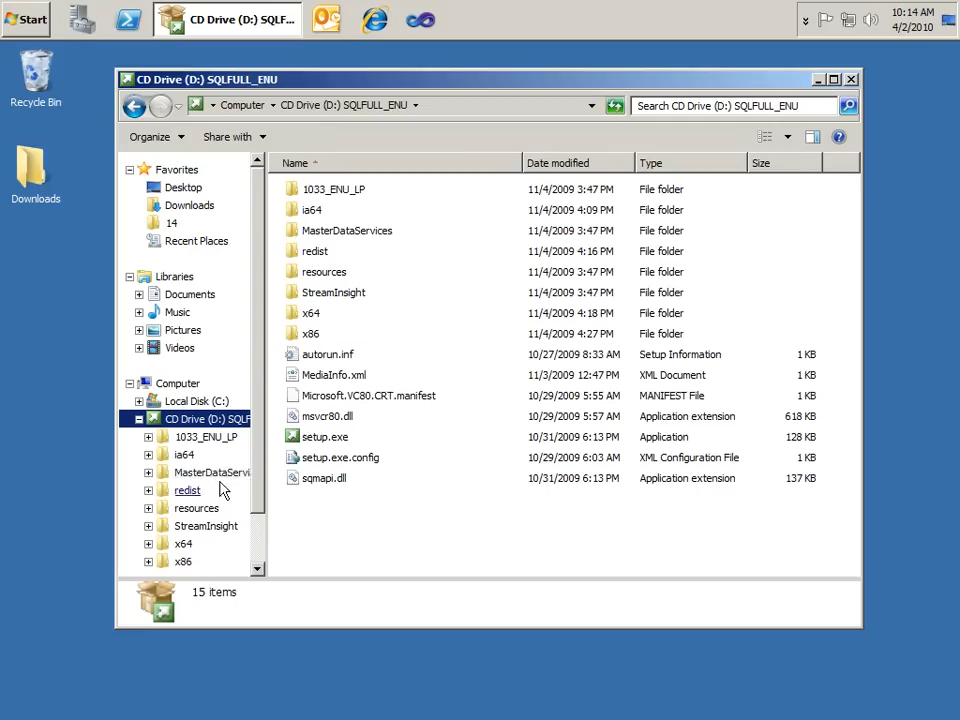 Start
CD Drive (D:) SQLF...
10:14 AM
4/2/2010
Recycle Bin
Downloads
CD Drive (D:) SQLFULL_ENU
Computer
CD Drive (D:) SQLFULL_ENU
Search CD Drive (D:) SQLFULL_ENU
Organize
Share with
Favorites
Desktop
Downloads
14
Recent Places
Libraries
Documents
Music
Pictures
Videos
Computer
Local Disk (C:)
CD Drive (D:) SQLF
1033_ENU_LP
ia64
MasterDataServi
redist
resources
StreamInsight
x64
x86
Name Date modified Type Size
1033_ENU_LP 11/4/2009 3:47 PM File folder
ia64 11/4/2009 4:09 PM File folder
MasterDataServices 11/4/2009 3:47 PM File folder
redist 11/4/2009 4:16 PM File folder
resources 11/4/2009 3:47 PM File folder
StreamInsight 11/4/2009 3:47 PM File folder
x64 11/4/2009 4:18 PM File folder
x86 11/4/2009 4:27 PM File folder
autorun.inf 10/27/2009 8:33 AM Setup Information 1 KB
MediaInfo.xml 11/3/2009 12:47 PM XML Document 1 KB
Microsoft.VC80.CRT.manifest 10/29/2009 5:55 AM MANIFEST File 1 KB
msvcr80.dll 10/29/2009 5:57 AM Application extension 618 KB
setup.exe 10/31/2009 6:13 PM Application 128 KB
setup.exe.config 10/29/2009 6:03 AM XML Configuration File 1 KB
sqmapi.dll 10/31/2009 6:13 PM Application extension 137 KB
15 items